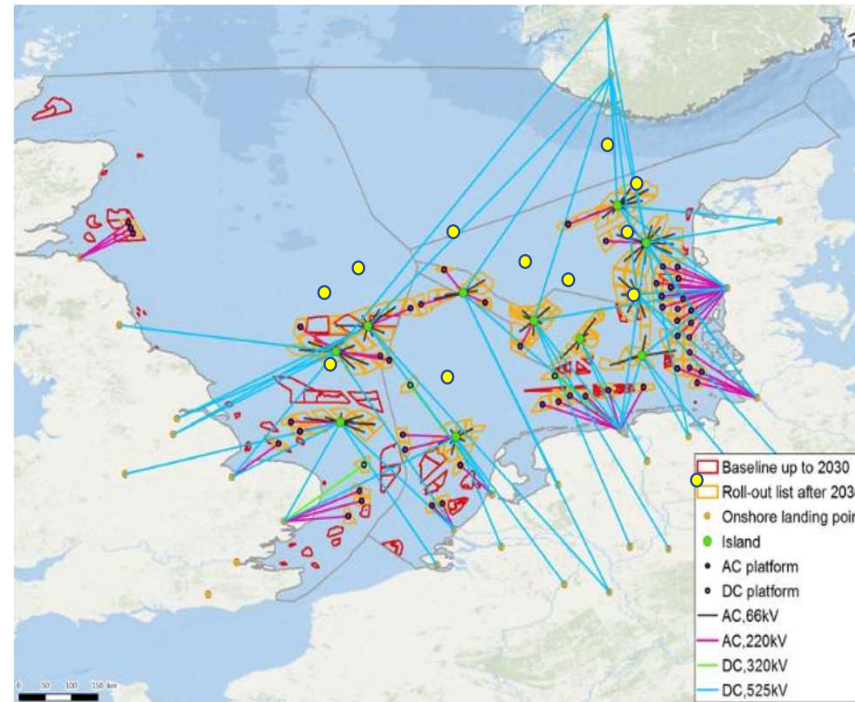 Baseline up to 2030
Roll-out list after 203
Onshore landing poin
Island
AC platform
DC platform
AC,66kV
AC,220kV
DC,320kV
DC,525kV
0 50 100 150 km